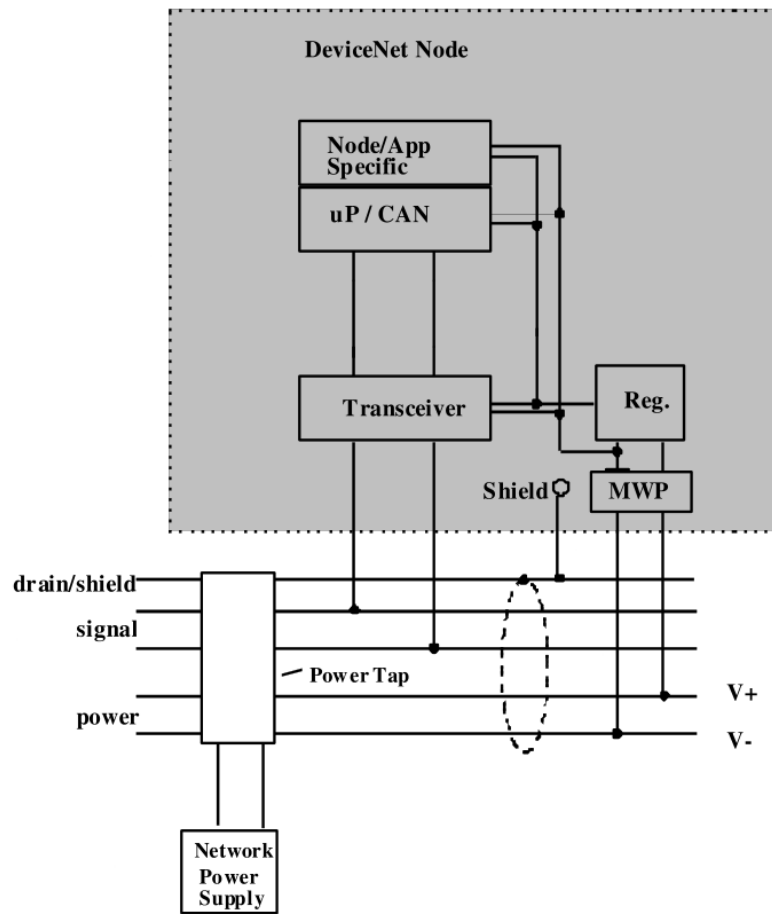 DeviceNet Node
Node/App
Specific
uP / CAN
Transceiver
Reg.
Shield
MWP
drain/shield
signal
Power Tap
power
V+
V-
Network
Power
Supply